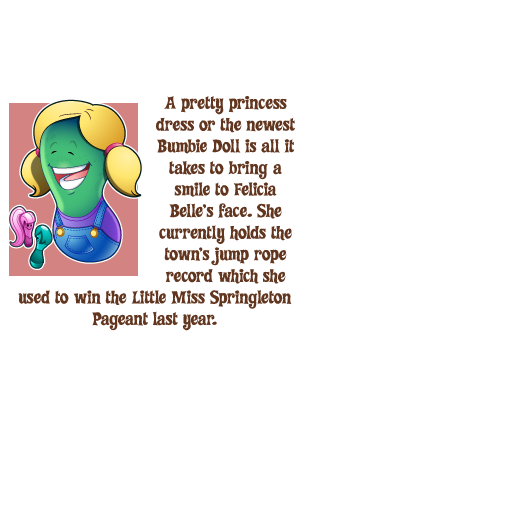 A pretty princess
dress or the newest
Bumbie Doll is all it
takes to bring a
smile to Felicia
Belle's face. She
currently holds the
town's jump rope
record which she
used to win the Little Miss Springleton
Pageant last year.